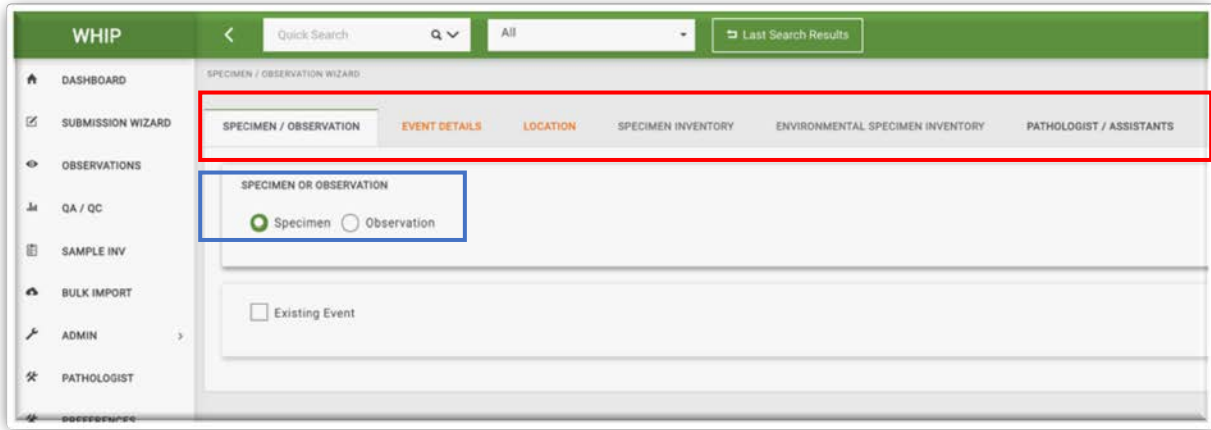 WHIP
Quick Search
All
Last Search Results
DASHBOARD
SUBMISSION WIZARD
OBSERVATIONS
QA / QC
SAMPLE INV
BULK IMPORT
ADMIN
PATHOLOGIST
PREFERENCES
SPECIMEN / OBSERVATION WIZARD
SPECIMEN / OBSERVATION EVENT DETAILS LOCATION SPECIMEN INVENTORY ENVIRONMENTAL SPECIMEN INVENTORY PATHOLOGIST / ASSISTANTS
SPECIMEN OR OBSERVATION
Specimen Observation
Existing Event